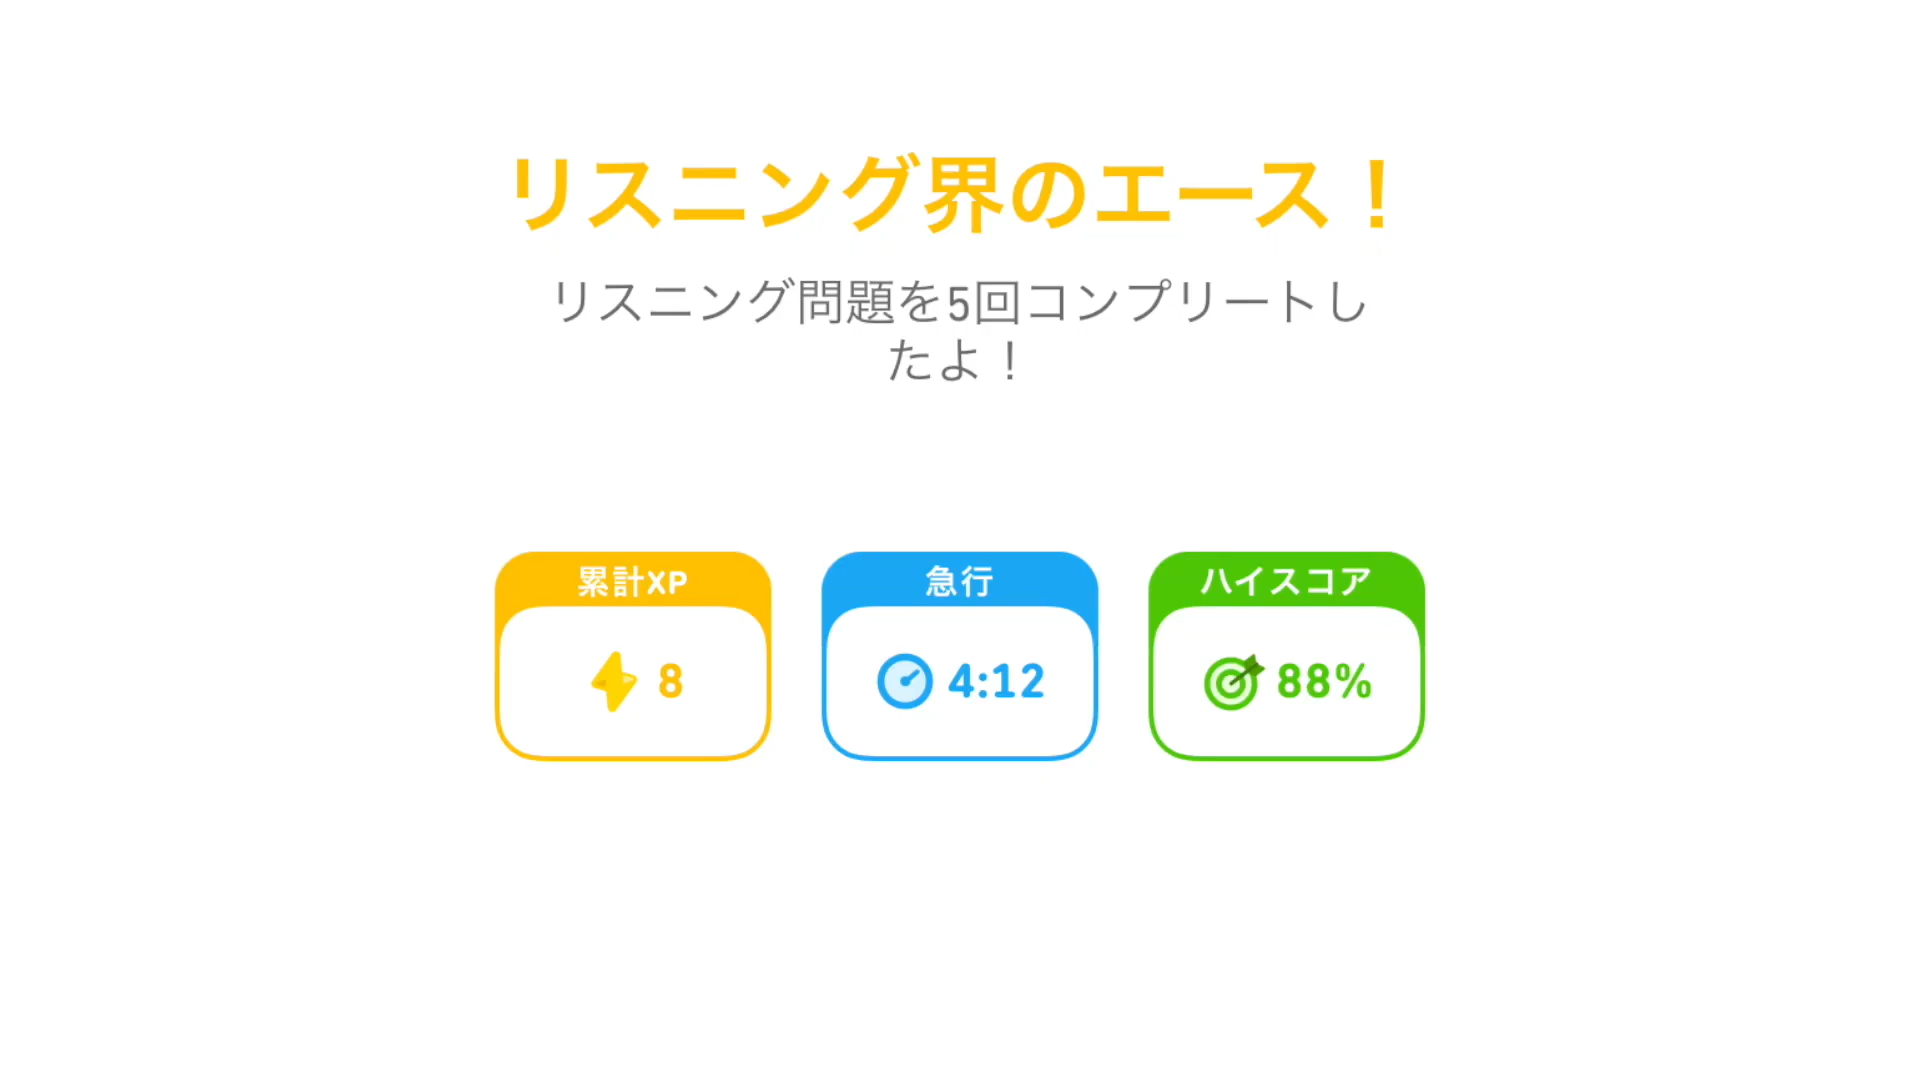 リスニング界のエース！
リスニング問題を5回コンプリートし
たよ！
累計XP
8
急行
4:12
ハイスコア
88%